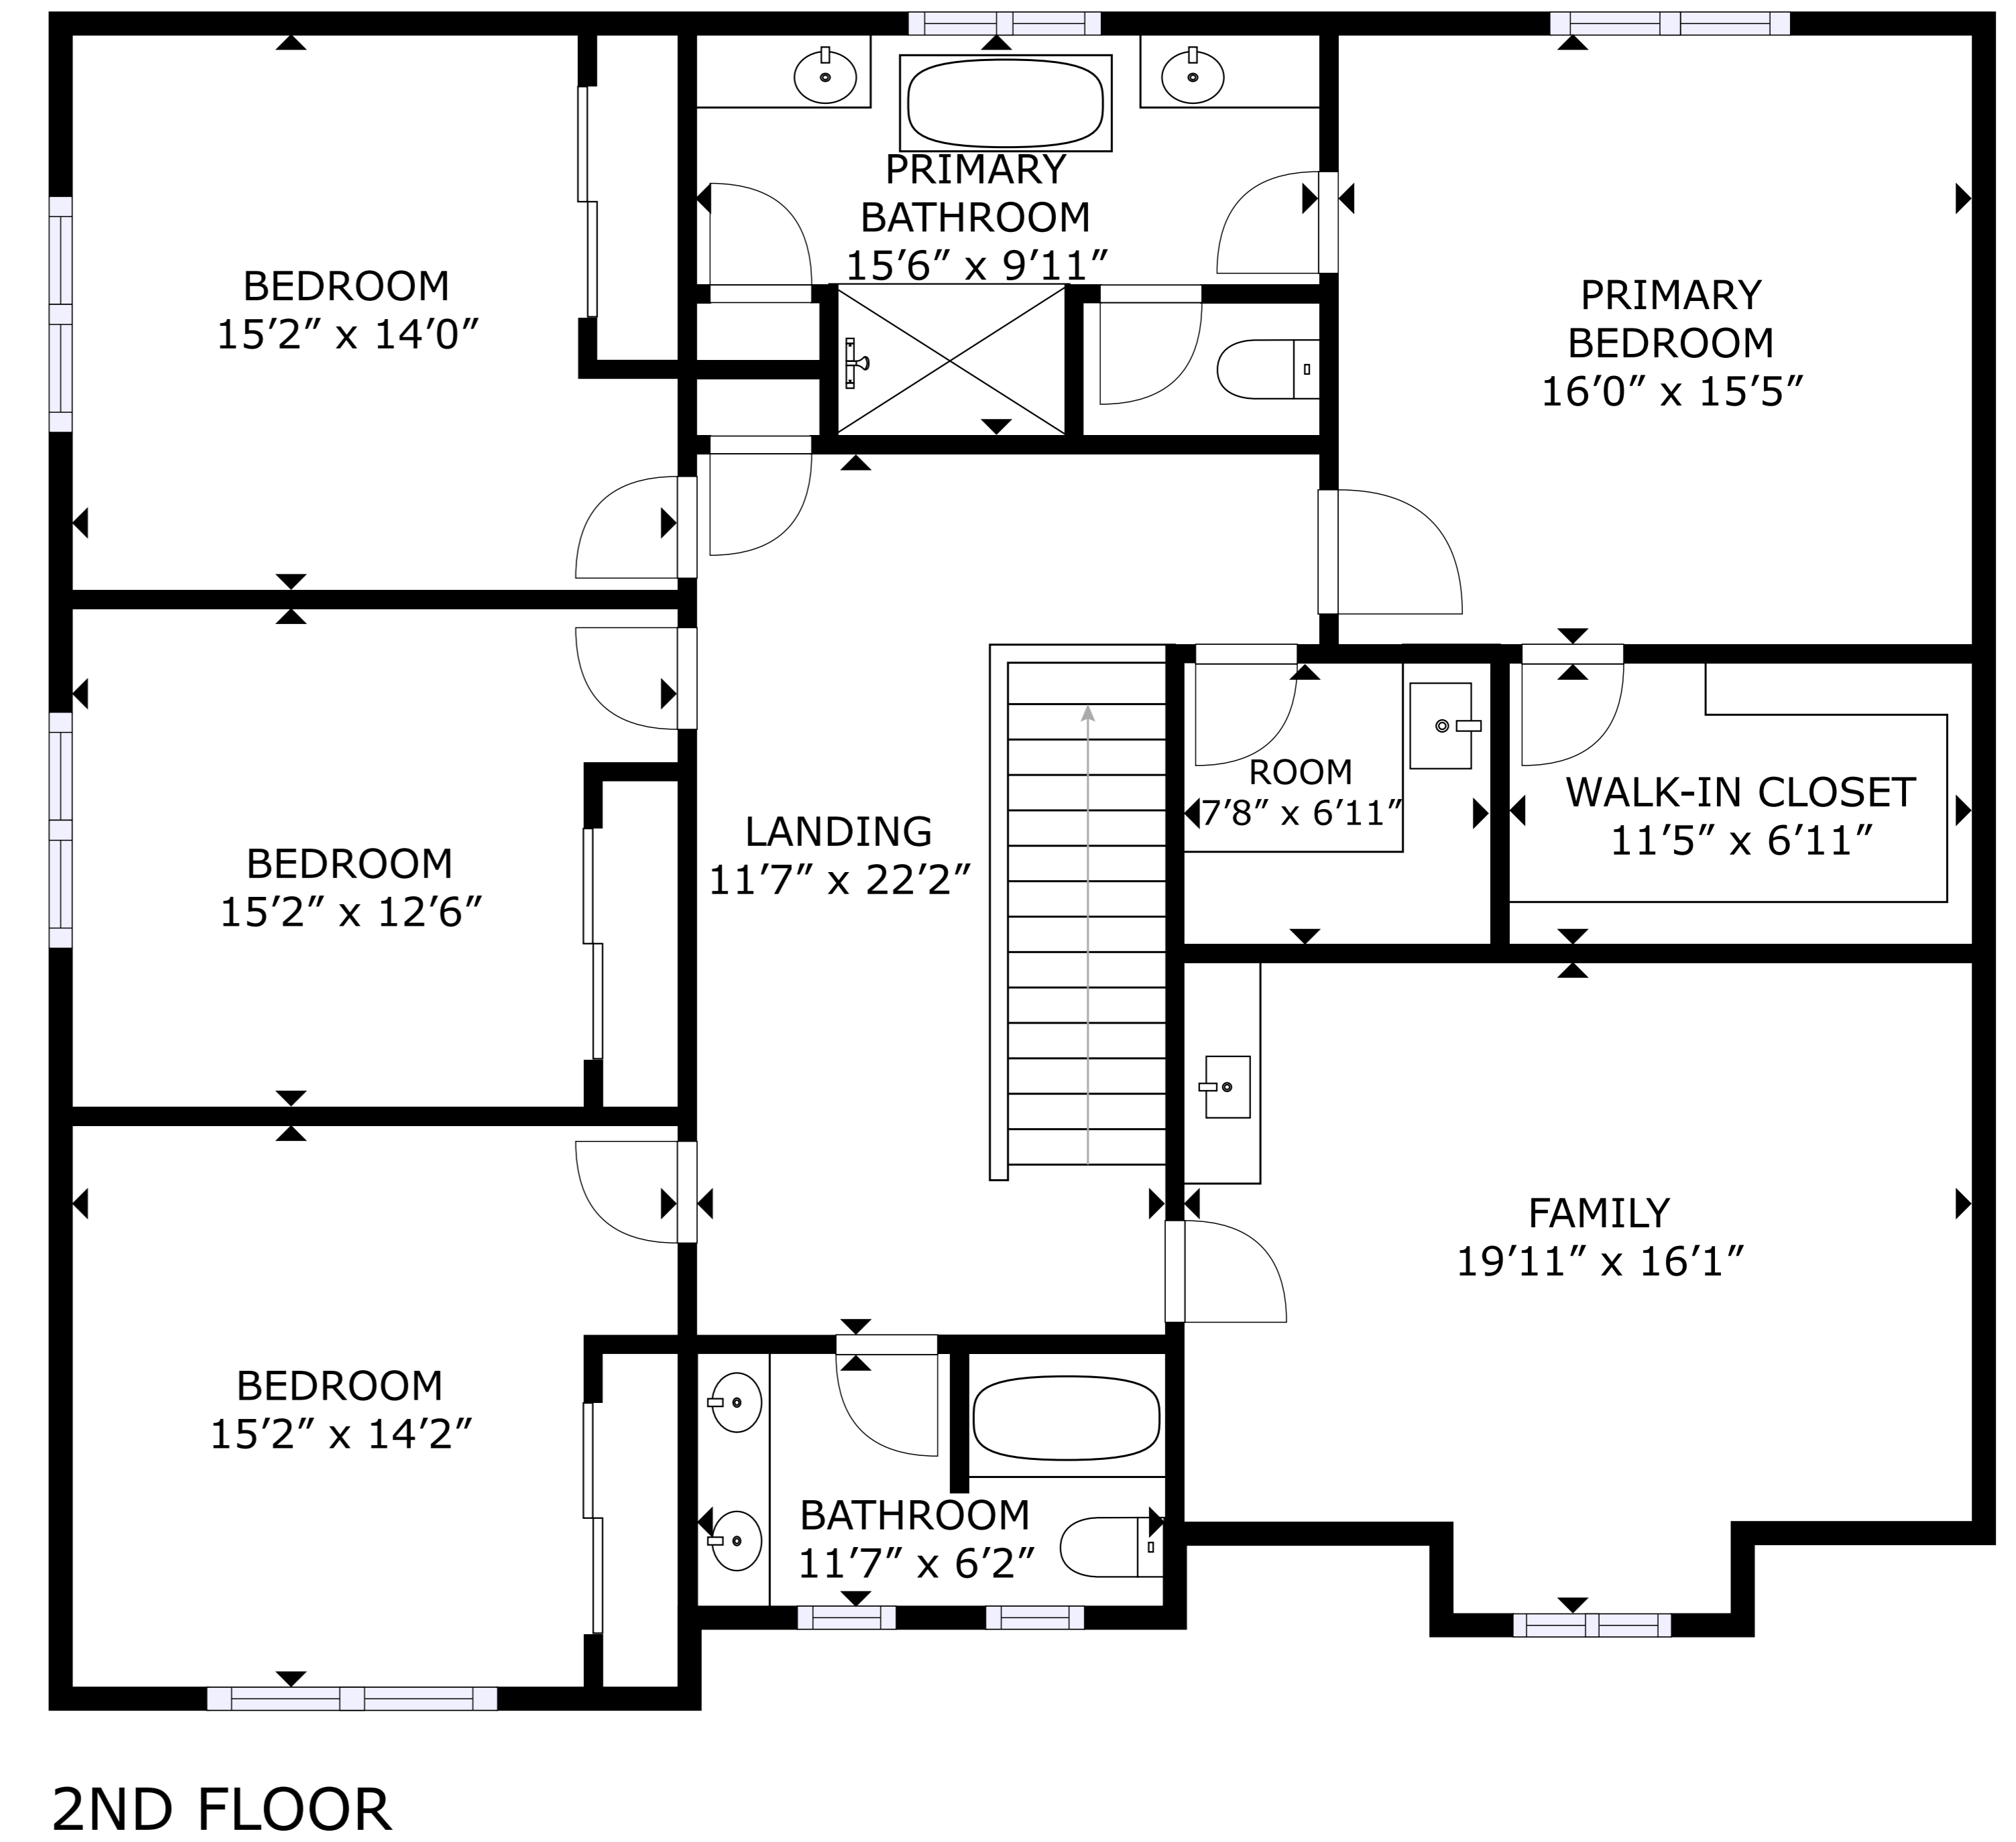 PRIMARY
BATHROOM
15′6″ x 9′11″
BEDROOM
15′2″ x 14′0″
PRIMARY
BEDROOM
16′0″ x 15′5″
ROOM
7′8″ x 6′11″
WALK-IN CLOSET
11′5″ x 6′11″
LANDING
11′7″ x 22′2″
BEDROOM
15′2″ x 12′6″
FAMILY
19′11″ x 16′1″
BEDROOM
15′2″ x 14′2″
BATHROOM
11′7″ x 6′2″
2ND FLOOR